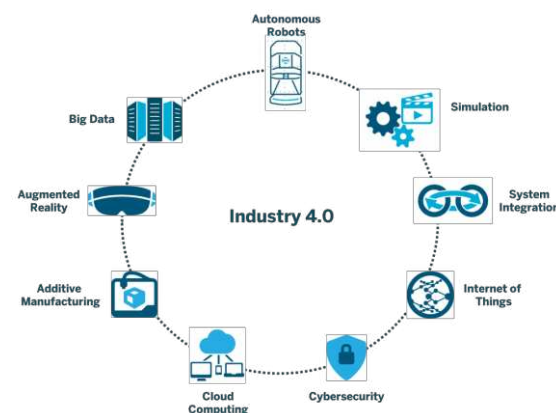 Autonomous
Robots
Simulation
System
Integration
Internet of
Things
Cybersecurity
Cloud
Computing
Additive
Manufacturing
Augmented
Reality
Big Data
Industry 4.0